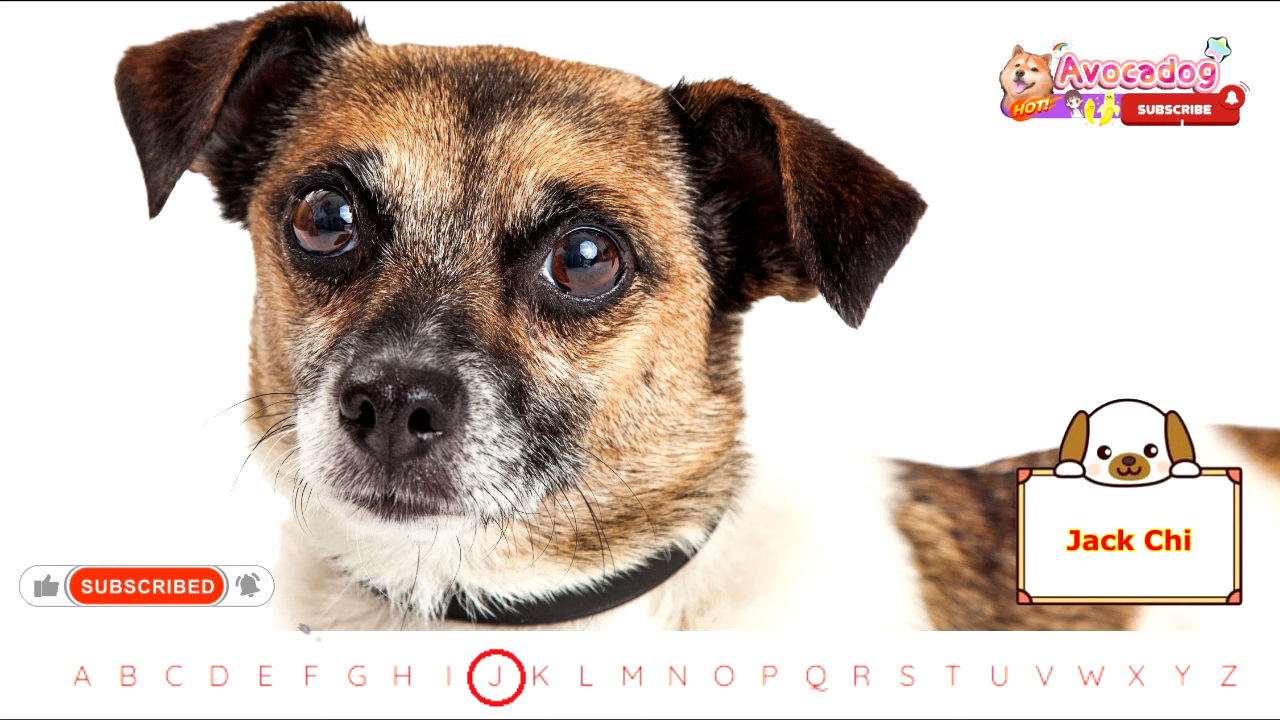 Avocadog
HOT!
SUBSCRIBE
Jack Chi
SUBSCRIBED
A B C D E F G H I J K L M N O P Q R S T U V W X Y Z